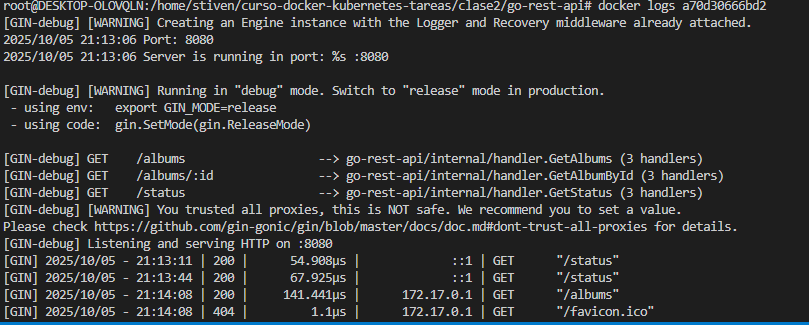 root@DESKTOP-OLOVQLN:/home/stiven/curso-docker-kubernetes-tareas/clase2/go-rest-api# docker logs a70d30666bd2
[GIN-debug] [WARNING] Creating an Engine instance with the Logger and Recovery middleware already attached.
2025/10/05 21:13:06 Port: 8080
2025/10/05 21:13:06 Server is running in port: %s :8080
[GIN-debug] [WARNING] Running in "debug" mode. Switch to "release" mode in production.
- using env: export GIN_MODE=release
- using code: gin.SetMode(gin.ReleaseMode)
[GIN-debug] GET /albums --> go-rest-api/internal/handler.GetAlbums (3 handlers)
[GIN-debug] GET /albums/:id --> go-rest-api/internal/handler.GetAlbumById (3 handlers)
[GIN-debug] GET /status --> go-rest-api/internal/handler.GetStatus (3 handlers)
[GIN-debug] [WARNING] You trusted all proxies, this is NOT safe. We recommend you to set a value.
Please check https://github.com/gin-gonic/gin/blob/master/docs/doc.md#dont-trust-all-proxies for details.
[GIN-debug] Listening and serving HTTP on :8080
[GIN] 2025/10/05 - 21:13:11 | 200 | 54.908µs | ::1 | GET "/status"
[GIN] 2025/10/05 - 21:13:44 | 200 | 67.925µs | ::1 | GET "/status"
[GIN] 2025/10/05 - 21:14:08 | 200 | 141.441µs | 172.17.0.1 | GET "/albums"
[GIN] 2025/10/05 - 21:14:08 | 404 | 1.1µs | 172.17.0.1 | GET "/favicon.ico"